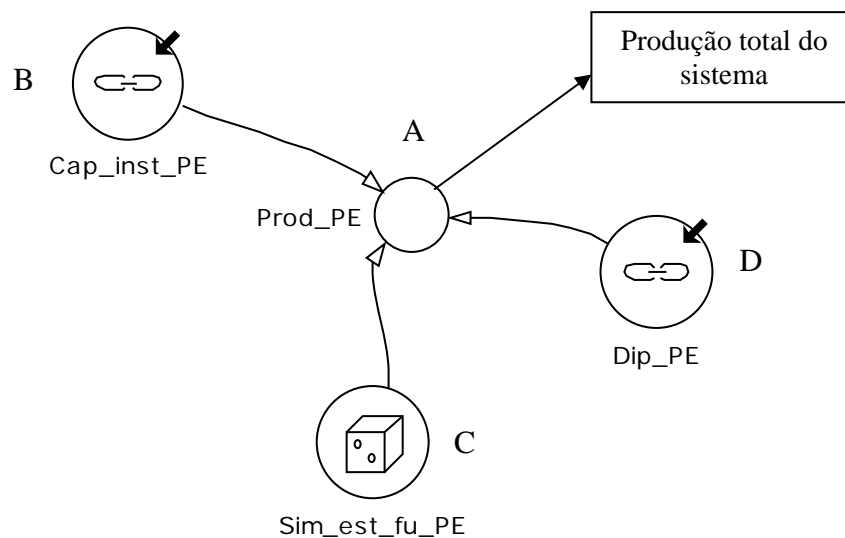 Produção total do
sistema
B
A
Cap_inst_PE
Prod_PE
D
Dip_PE
C
Sim_est_fu_PE